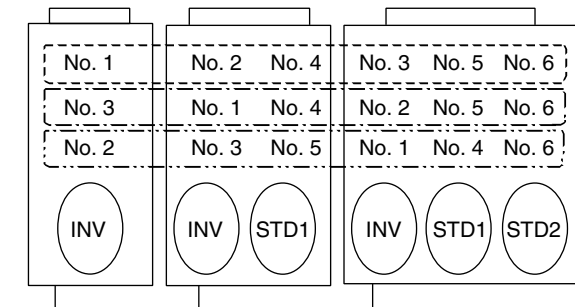 No. 1 No. 2 No. 4 No. 3 No. 5 No. 6
No. 3 No. 1 No. 4 No. 2 No. 5 No. 6
No. 2 No. 3 No. 5 No. 1 No. 4 No. 6
INV INV STD1 INV STD1 STD2